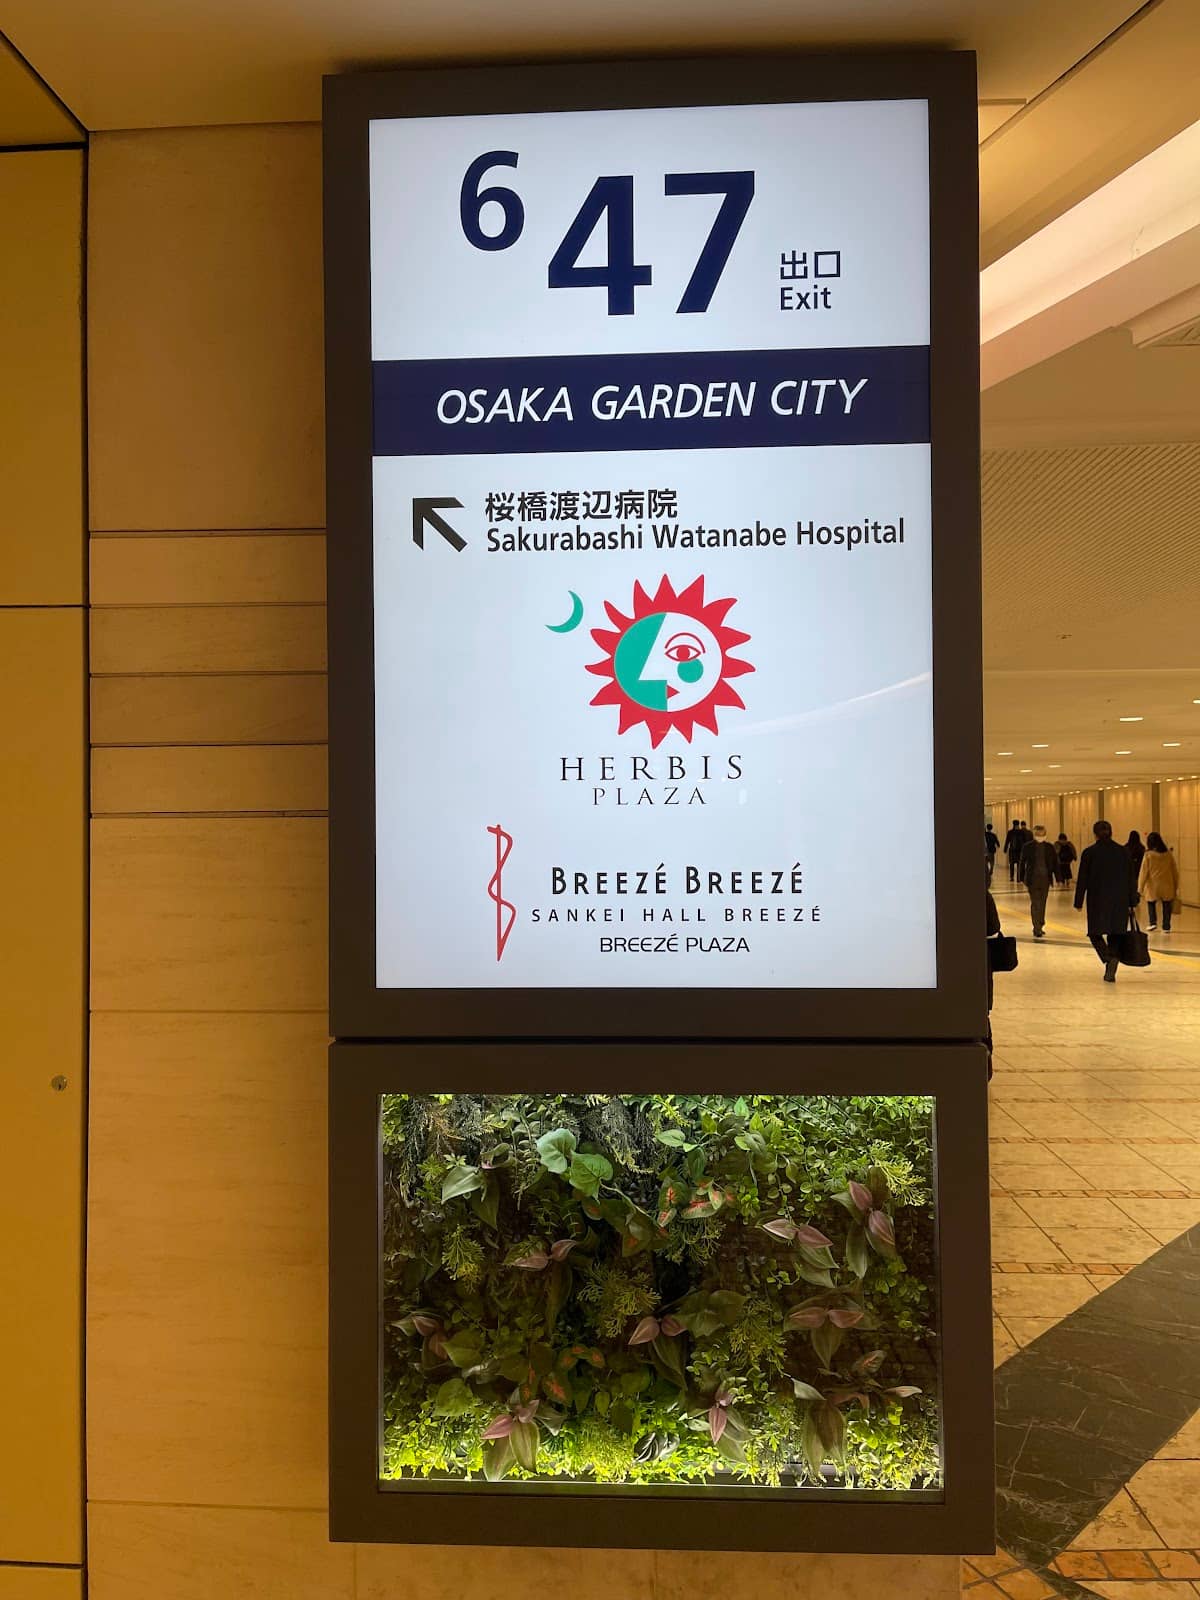 6 47 出口
Exit
OSAKA GARDEN CITY
桜橋渡辺病院
Sakurabashi Watanabe Hospital
HERBIS
PLAZA
BREEZÉ BREEZÉ
SANKEI HALL BREEZÉ
BREEZÉ PLAZA